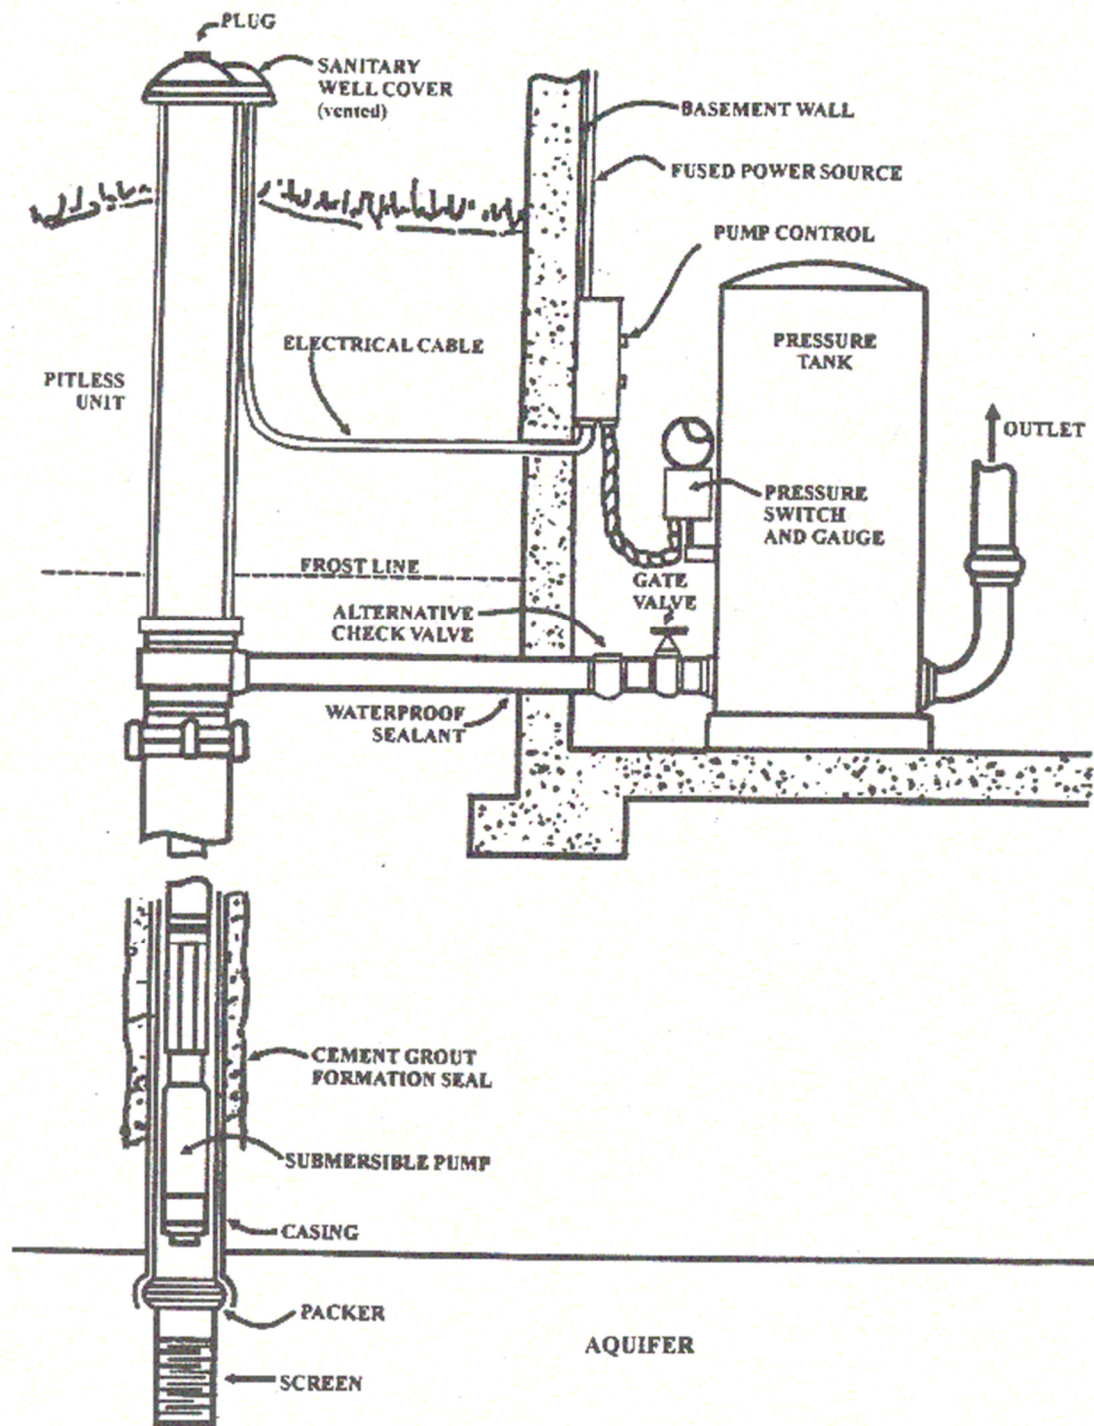 PLUG
SANITARY
WELL COVER
(vented)
BASEMENT WALL
FUSED POWER SOURCE
PUMP CONTROL
PRESSURE
TANK
ELECTRICAL CABLE
PITLESS
UNIT
OUTLET
PRESSURE
SWITCH
AND GAUGE
FROST LINE
GATE
VALVE
ALTERNATIVE
CHECK VALVE
WATERPROOF
SEALANT
CEMENT GROUT
FORMATION SEAL
SUBMERSIBLE PUMP
CASING
PACKER
AQUIFER
SCREEN